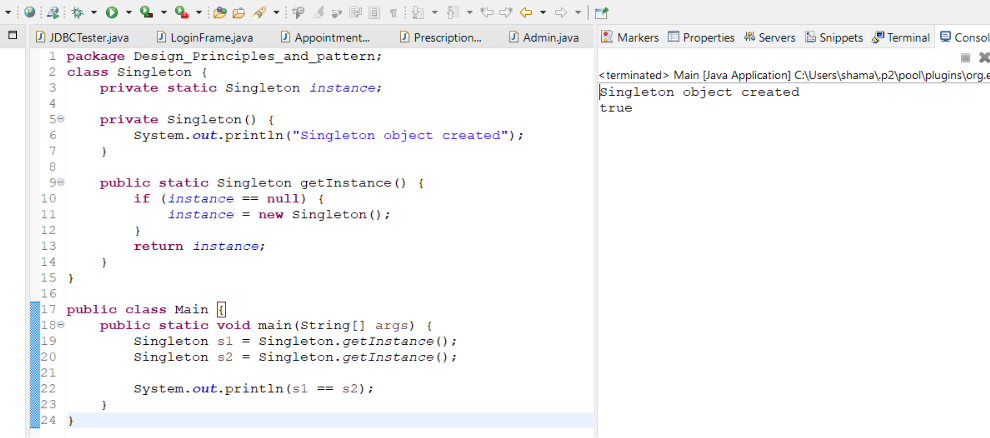 JDBCTester.java LoginFrame.java Appointment... Prescription... Admin.java
1 package Design_Principles_and_pattern;
2 class Singleton {
3 private static Singleton instance;
4
5 private Singleton() {
6 System.out.println("Singleton object created");
7 }
8
9 public static Singleton getInstance() {
10 if (instance == null) {
11 instance = new Singleton();
12 }
13 return instance;
14 }
15 }
16
17 public class Main {
18 public static void main(String[] args) {
19 Singleton s1 = Singleton.getInstance();
20 Singleton s2 = Singleton.getInstance();
21
22 System.out.println(s1 == s2);
23 }
24 }
Markers Properties Servers Snippets Terminal Consol
<terminated> Main [Java Application] C:\Users\shama\.p2\pool\plugins\org.e
Singleton object created
true